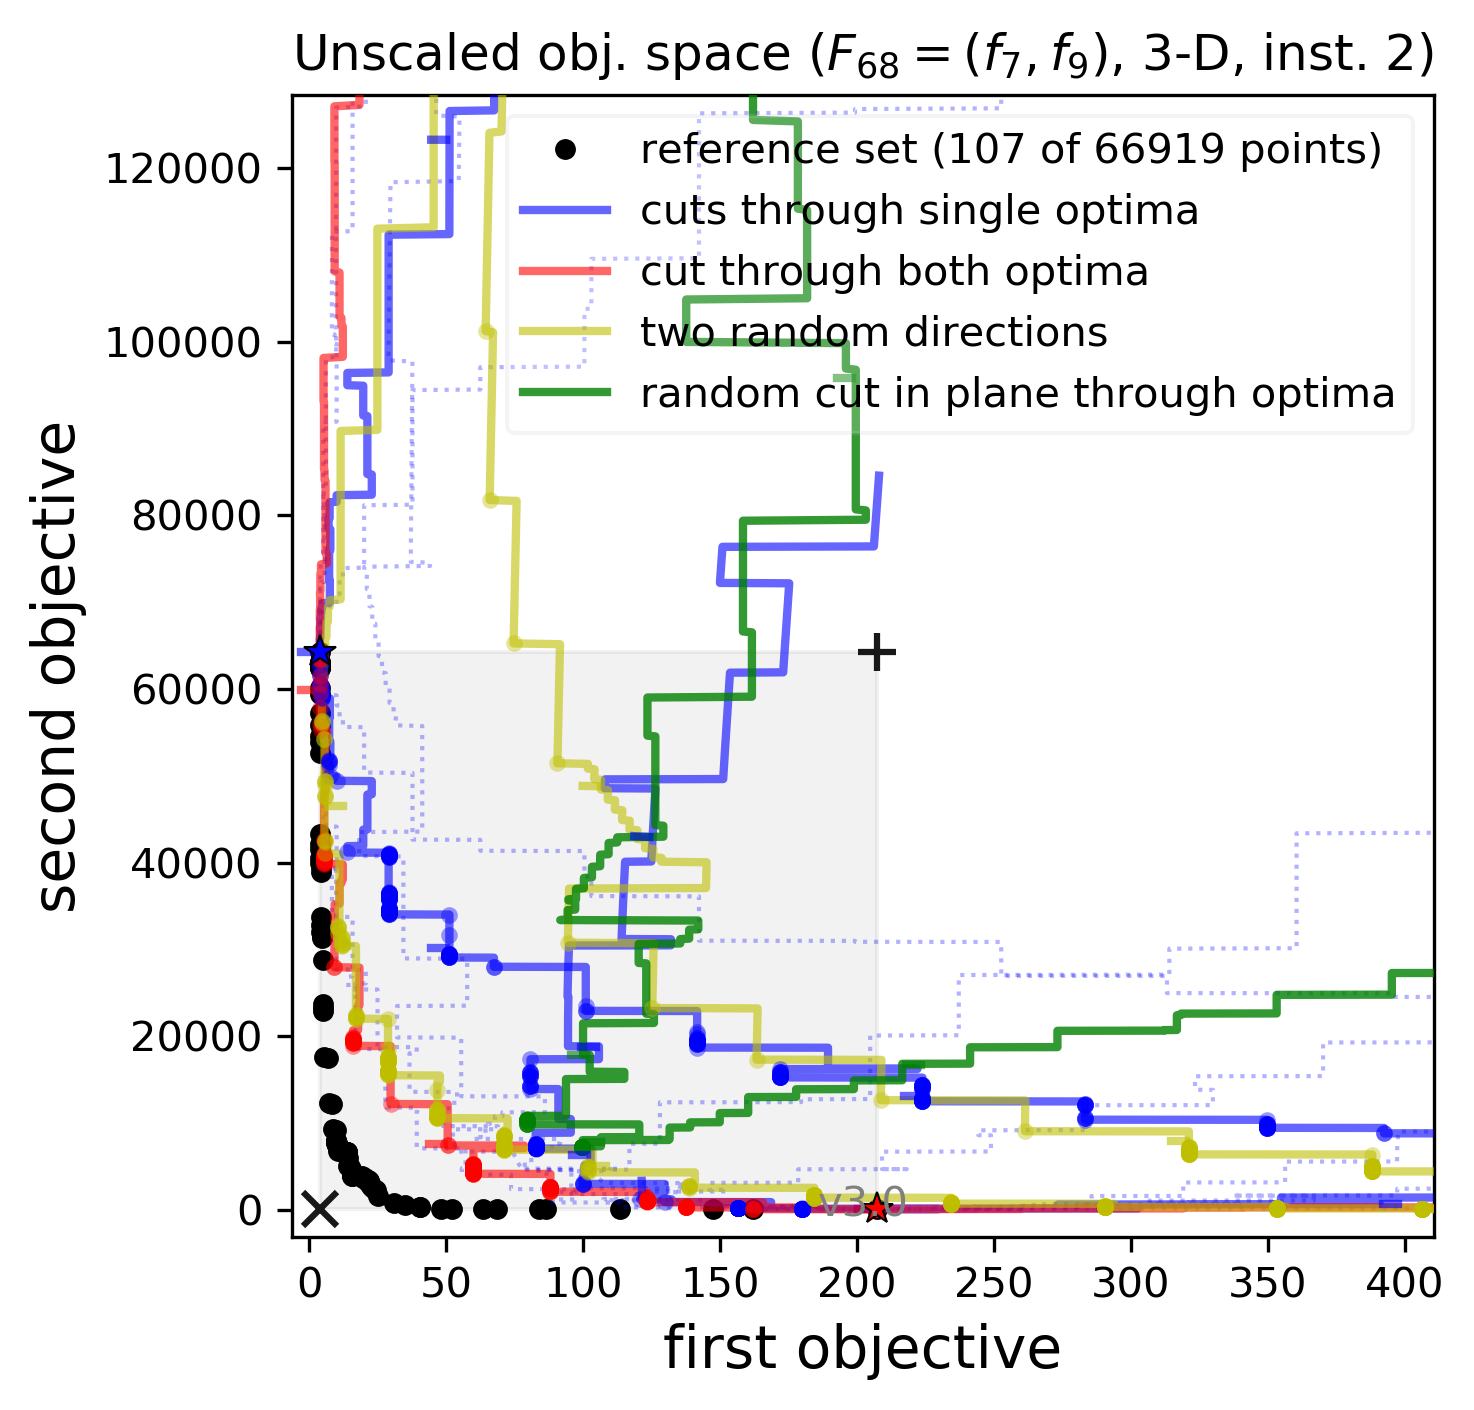 Unscaled obj. space (F₆₈ = (f₇, f₉), 3-D, inst. 2)
reference set (107 of 66919 points)
cuts through single optima
cut through both optima
two random directions
random cut in plane through optima
120000
100000
80000
60000
40000
20000
0
second objective
v3.0
0 50 100 150 200 250 300 350 400
first objective